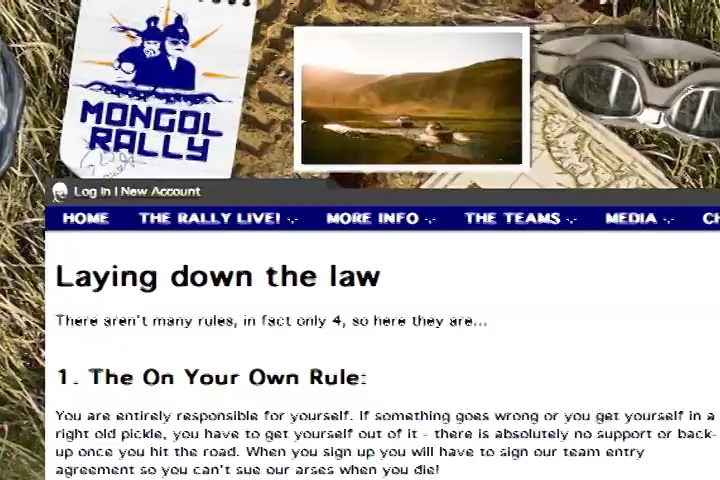 MONGOL
RALLY
Log In | New Account
HOME THE RALLY LIVE! MORE INFO THE TEAMS MEDIA
Laying down the law
There aren't many rules, in fact only 4, so here they are...
1. The On Your Own Rule:
You are entirely responsible for yourself. If something goes wrong or you get yourself in a
right old pickle, you have to get yourself out of it - there is absolutely no support or back-
up once you hit the road. When you sign up you will have to sign our team entry
agreement so you can't sue our arses when you die!